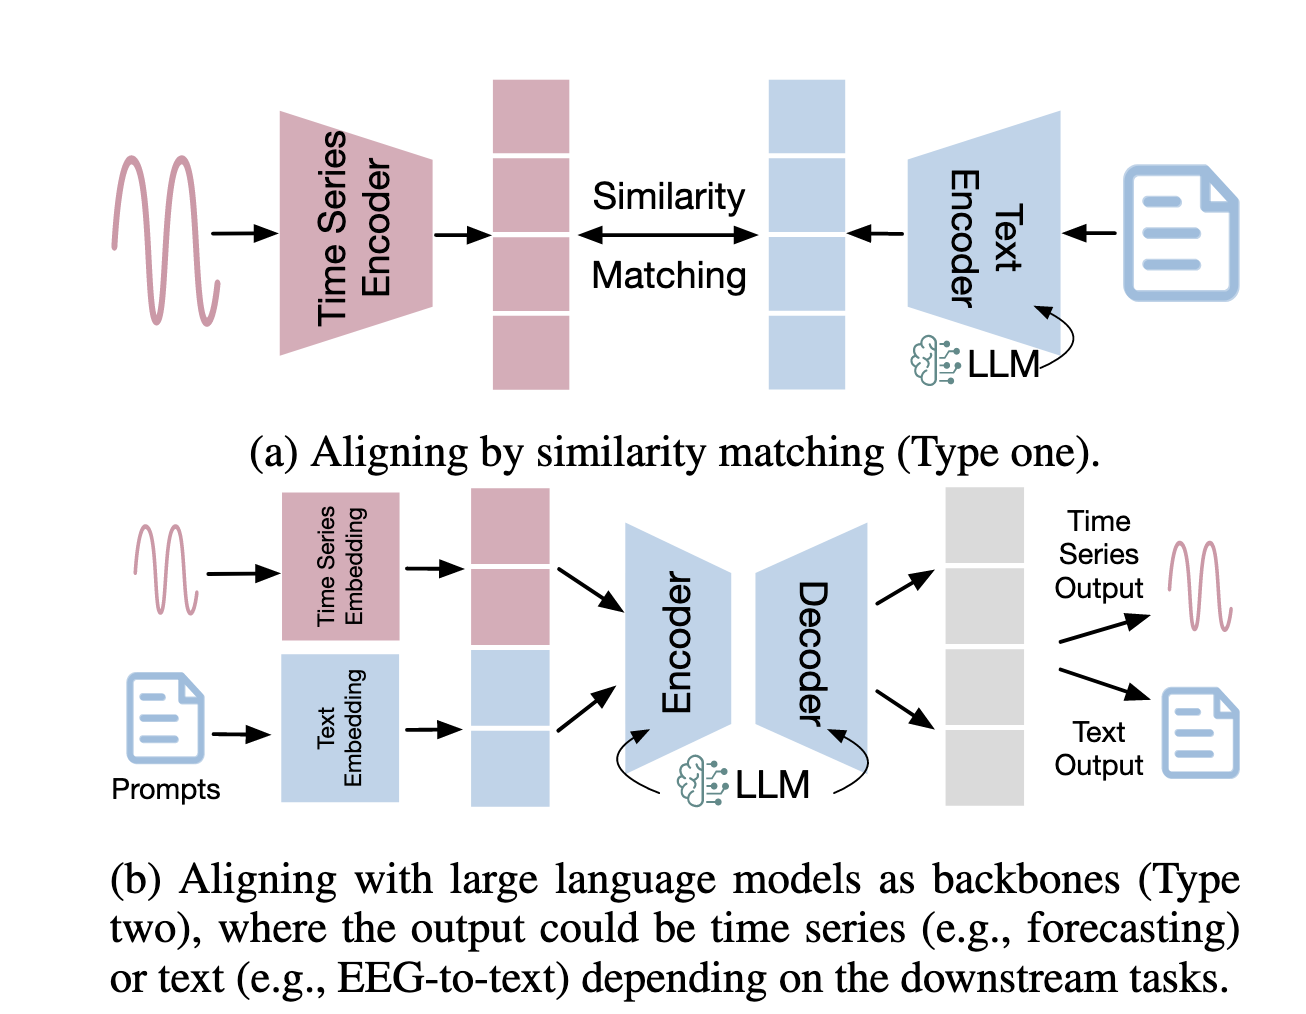 Time Series
Encoder
Similarity
Matching
Text
Encoder
LLM
(a) Aligning by similarity matching (Type one).
Time Series
Embedding
Text
Embedding
Prompts
Encoder
Decoder
LLM
Time
Series
Output
Text
Output
(b) Aligning with large language models as backbones (Type
two), where the output could be time series (e.g., forecasting)
or text (e.g., EEG-to-text) depending on the downstream tasks.